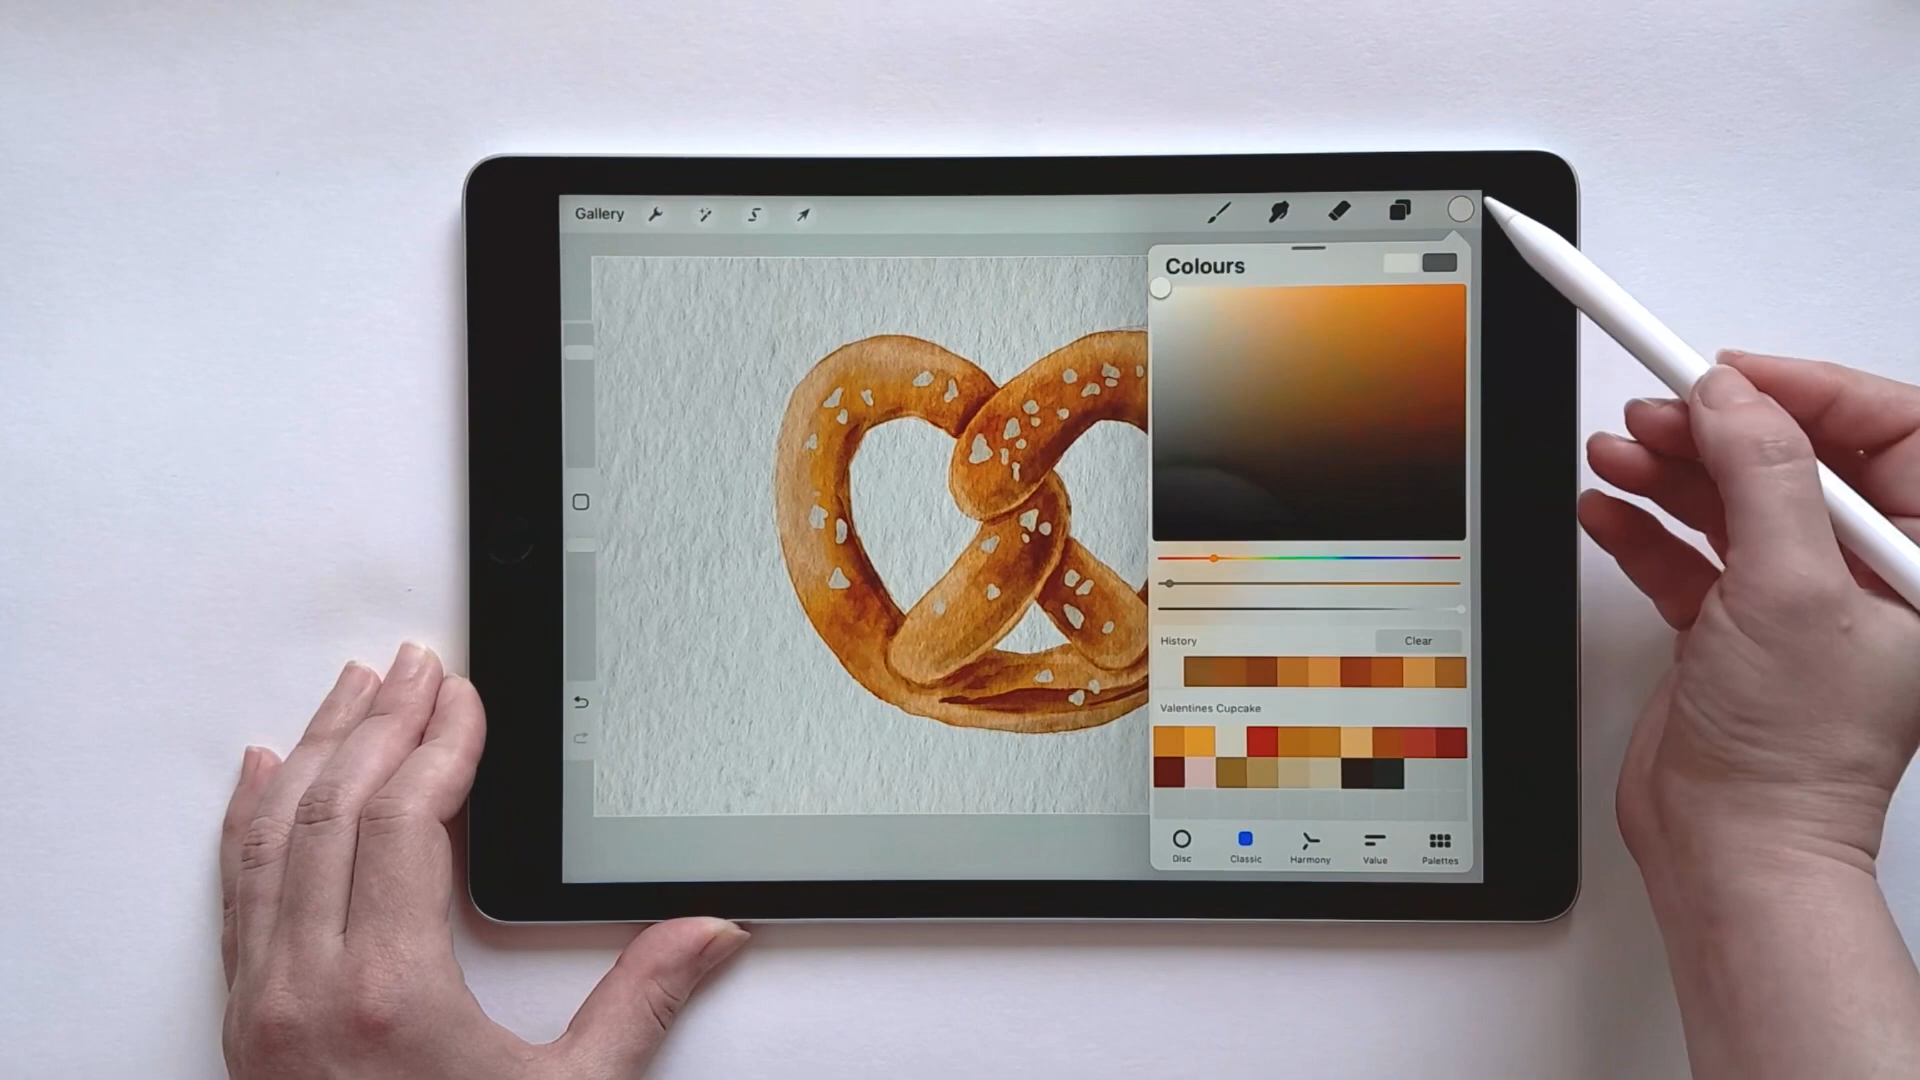 Gallery
Colours
History
Clear
Valentines Cupcake
Disc
Classic
Harmony
Value
Palettes